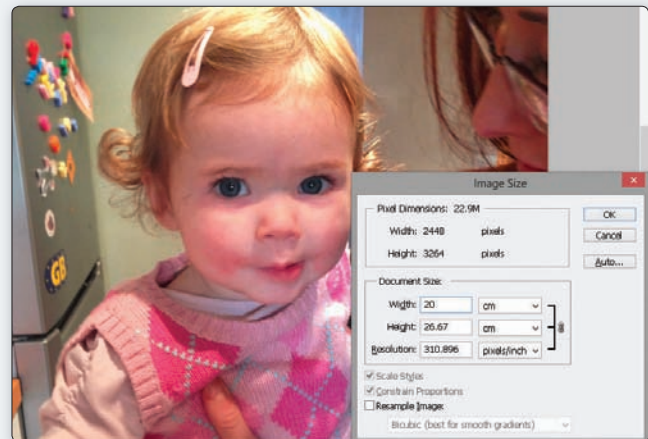 GB
Image Size
Pixel Dimensions: 22.9M
Width: 2448 pixels
Height: 3264 pixels
Document Size:
Width: 20 cm
Height: 26.67 cm
Resolution: 310.896 pixels/inch
Scale Styles
Constrain Proportions
Resample Image:
Bicubic (best for smooth gradients)
OK
Cancel
Auto...